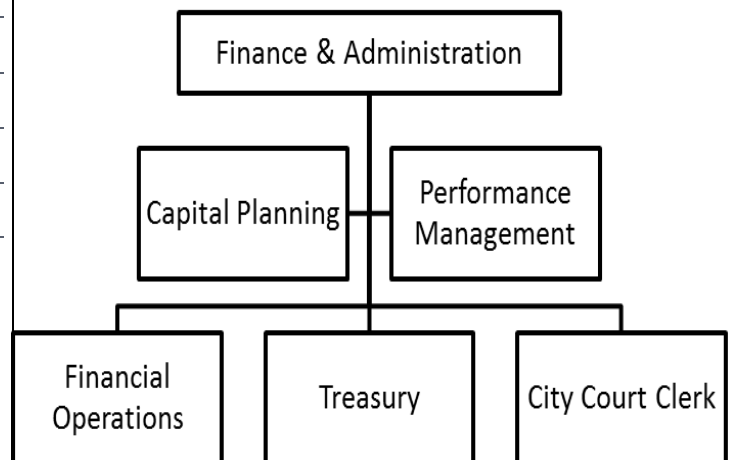 Finance & Administration
Capital Planning
Performance
Management
Financial
Operations
Treasury
City Court Clerk